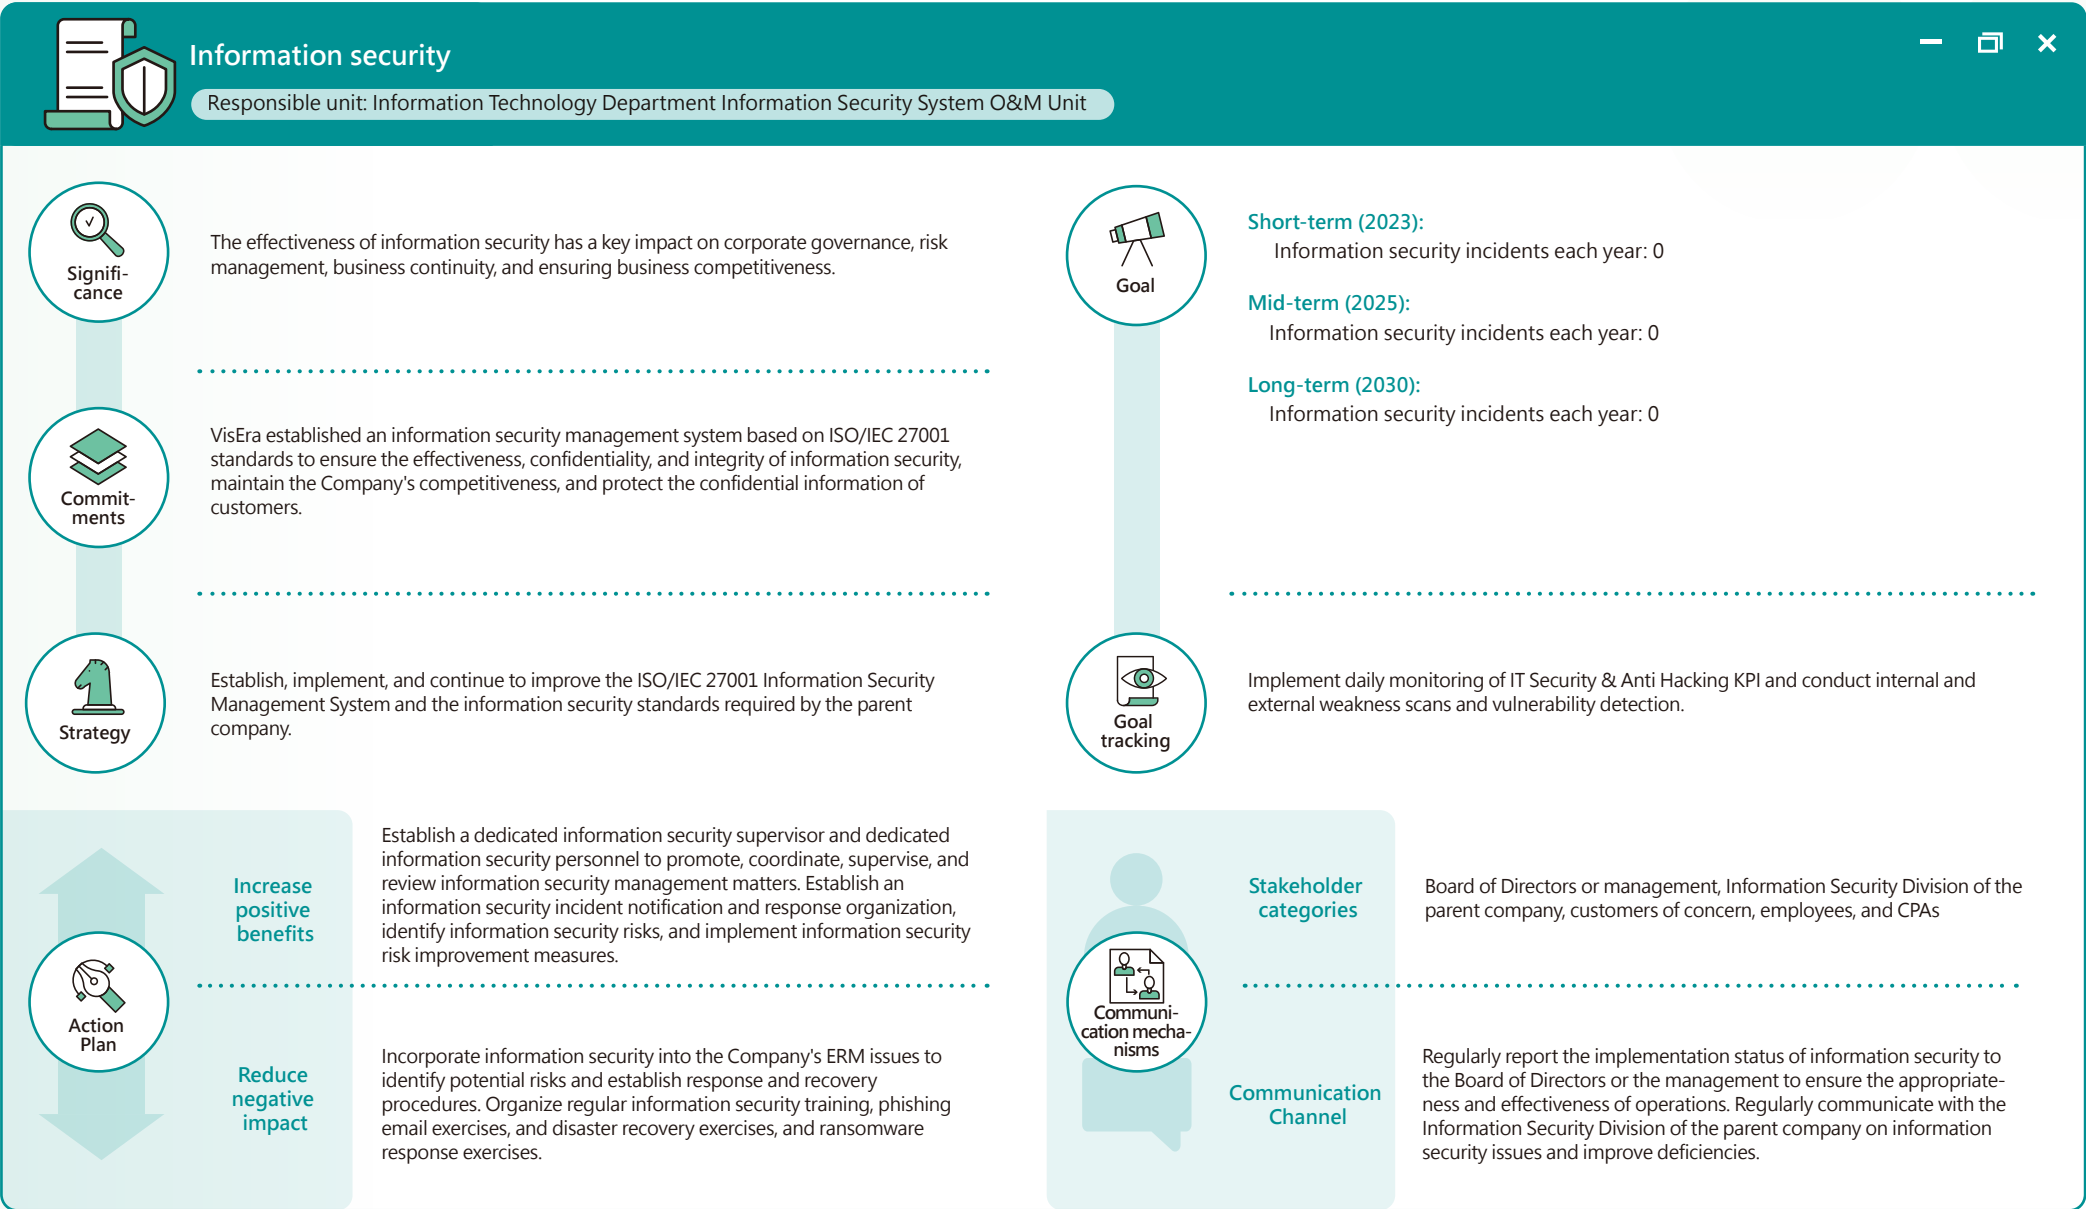 Information security
Responsible unit: Information Technology Department Information Security System O&M Unit
Signifi-
cance
The effectiveness of information security has a key impact on corporate governance, risk
management, business continuity, and ensuring business competitiveness.
Commit-
ments
VisEra established an information security management system based on ISO/IEC 27001
standards to ensure the effectiveness, confidentiality, and integrity of information security,
maintain the Company's competitiveness, and protect the confidential information of
customers.
Strategy
Establish, implement, and continue to improve the ISO/IEC 27001 Information Security
Management System and the information security standards required by the parent
company.
Action
Plan
Increase
positive
benefits
Establish a dedicated information security supervisor and dedicated
information security personnel to promote, coordinate, supervise, and
review information security management matters. Establish an
information security incident notification and response organization,
identify information security risks, and implement information security
risk improvement measures.
Reduce
negative
impact
Incorporate information security into the Company's ERM issues to
identify potential risks and establish response and recovery
procedures. Organize regular information security training, phishing
email exercises, and disaster recovery exercises, and ransomware
response exercises.
Goal
Short-term (2023):
Information security incidents each year: 0
Mid-term (2025):
Information security incidents each year: 0
Long-term (2030):
Information security incidents each year: 0
Goal
tracking
Implement daily monitoring of IT Security & Anti Hacking KPI and conduct internal and
external weakness scans and vulnerability detection.
Communi-
cation mecha-
nisms
Stakeholder
categories
Board of Directors or management, Information Security Division of the
parent company, customers of concern, employees, and CPAs
Communication
Channel
Regularly report the implementation status of information security to
the Board of Directors or the management to ensure the appropriate-
ness and effectiveness of operations. Regularly communicate with the
Information Security Division of the parent company on information
security issues and improve deficiencies.